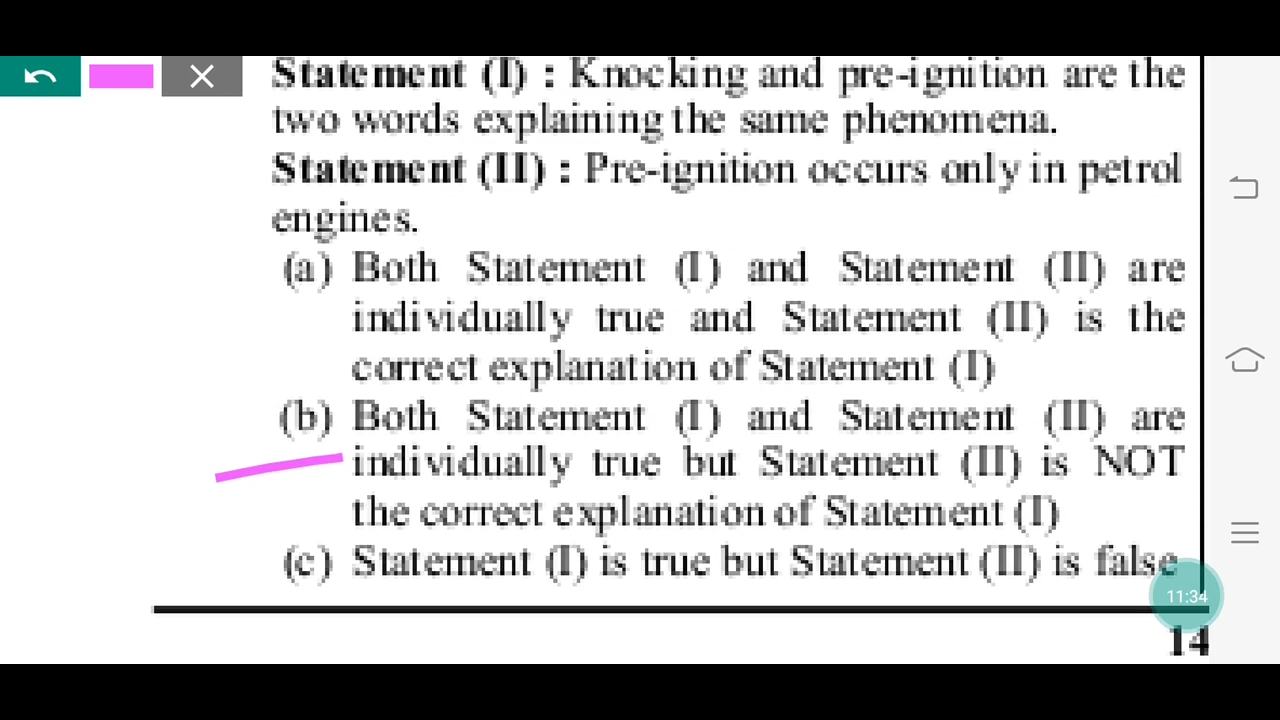 Statement (I) : Knocking and pre-ignition are the
two words explaining the same phenomena.
Statement (II) : Pre-ignition occurs only in petrol
engines.
(a) Both Statement (I) and Statement (II) are
individually true and Statement (II) is the
correct explanation of Statement (I)
(b) Both Statement (I) and Statement (II) are
individually true but Statement (II) is NOT
the correct explanation of Statement (I)
(c) Statement (I) is true but Statement (II) is false
11:34
14